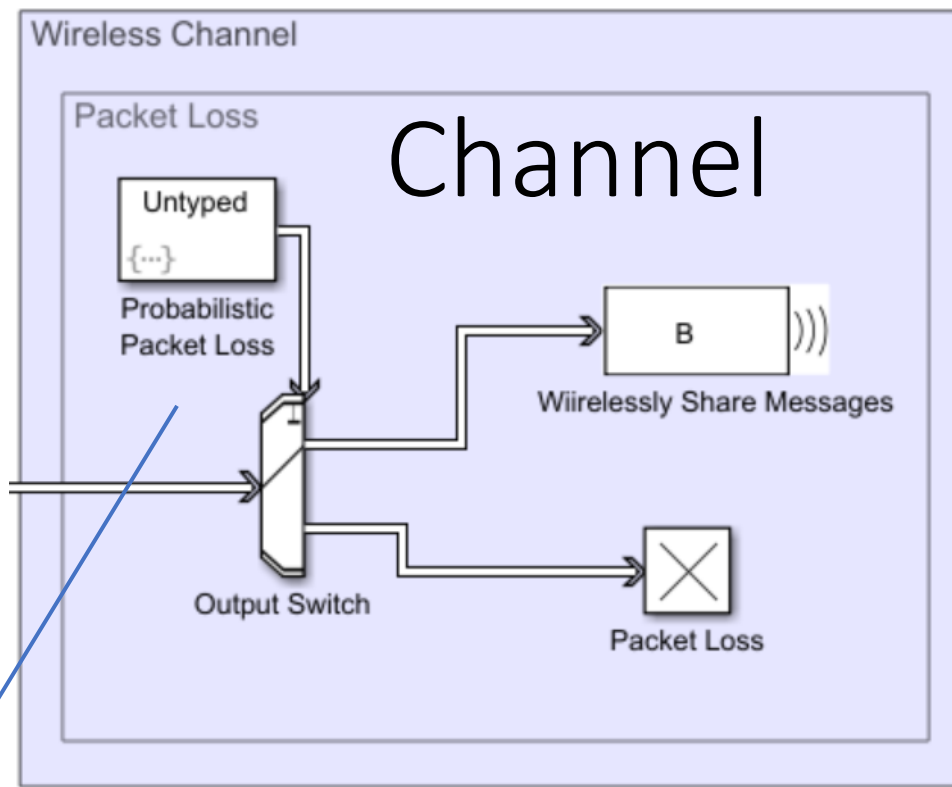 Wireless Channel
Packet Loss
Channel
Untyped
{...}
Probabilistic
Packet Loss
B
Wiirelessly Share Messages
Output Switch
Packet Loss